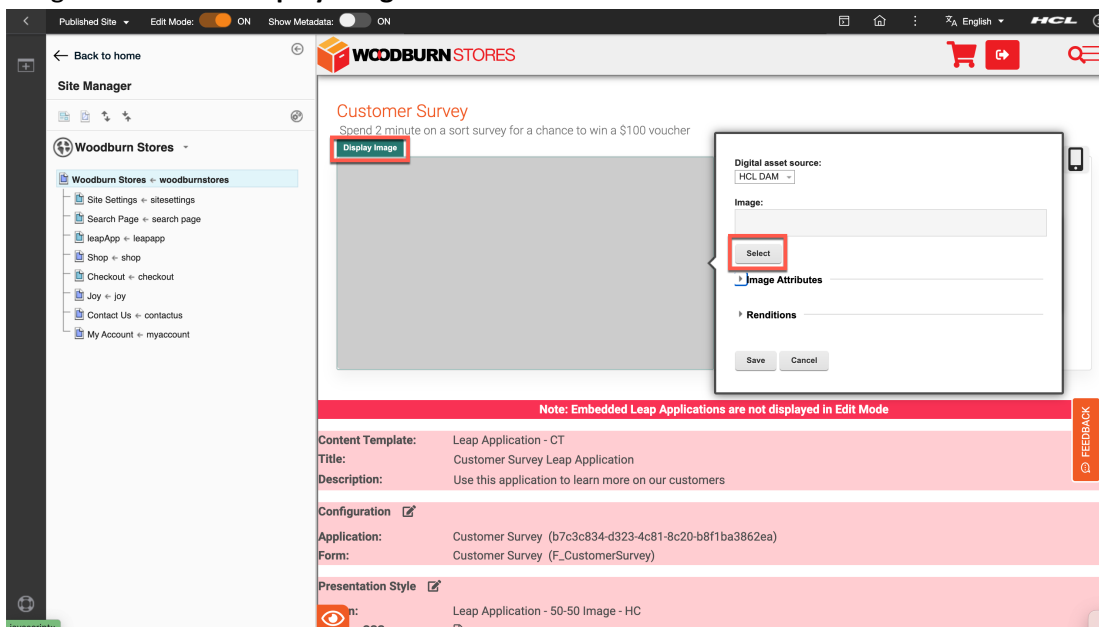 Published Site
Edit Mode: ON
Show Metadata: ON
English
HCL
Back to home
Site Manager
Woodburn Stores
Woodburn Stores ← woodburnstores
Site Settings ← sitesettings
Search Page ← search page
leapApp ← leapapp
Shop ← shop
Checkout ← checkout
Joy ← joy
Contact Us ← contactus
My Account ← myaccount
WOODBURN STORES
Customer Survey
Spend 2 minute on a sort survey for a chance to win a $100 voucher
Display Image
Digital asset source:
HCL DAM
Image:
Select
Image Attributes
Renditions
Save Cancel
Note: Embedded Leap Applications are not displayed in Edit Mode
FEEDBACK
Content Template: Leap Application - CT
Title: Customer Survey Leap Application
Description: Use this application to learn more on our customers
Configuration
Application: Customer Survey (b7c3c834-d323-4c81-8c20-b8f1ba3862ea)
Form: Customer Survey (F_CustomerSurvey)
Presentation Style
n: Leap Application - 50-50 Image - HC